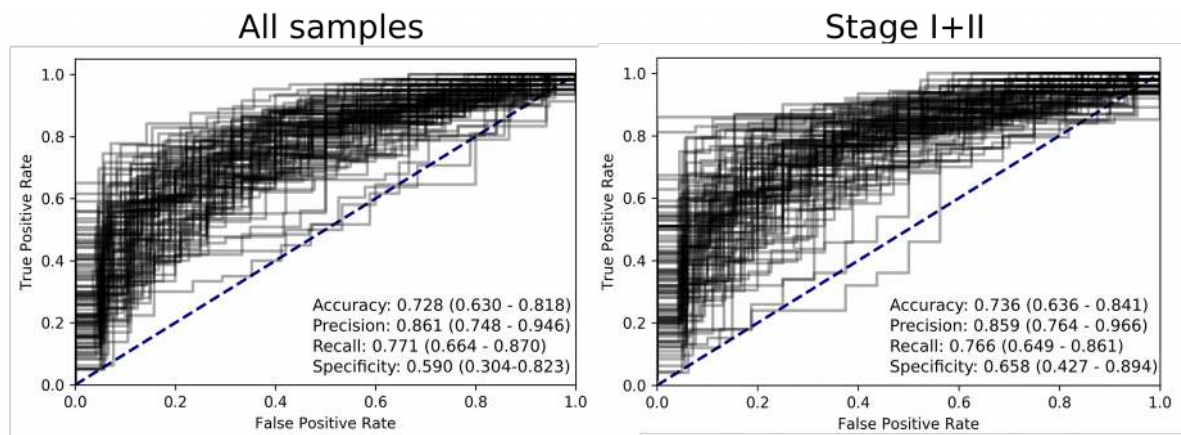 All samples
1.0
0.8
0.6
0.4
0.2
0.0
True Positive Rate
Accuracy: 0.728 (0.630 - 0.818)
Precision: 0.861 (0.748 - 0.946)
Recall: 0.771 (0.664 - 0.870)
Specificity: 0.590 (0.304-0.823)
0.0 0.2 0.4 0.6 0.8 1.0
False Positive Rate
Stage I+II
1.0
0.8
0.6
0.4
0.2
0.0
True Positive Rate
Accuracy: 0.736 (0.636 - 0.841)
Precision: 0.859 (0.764 - 0.966)
Recall: 0.766 (0.649 - 0.861)
Specificity: 0.658 (0.427 - 0.894)
0.0 0.2 0.4 0.6 0.8 1.0
False Positive Rate